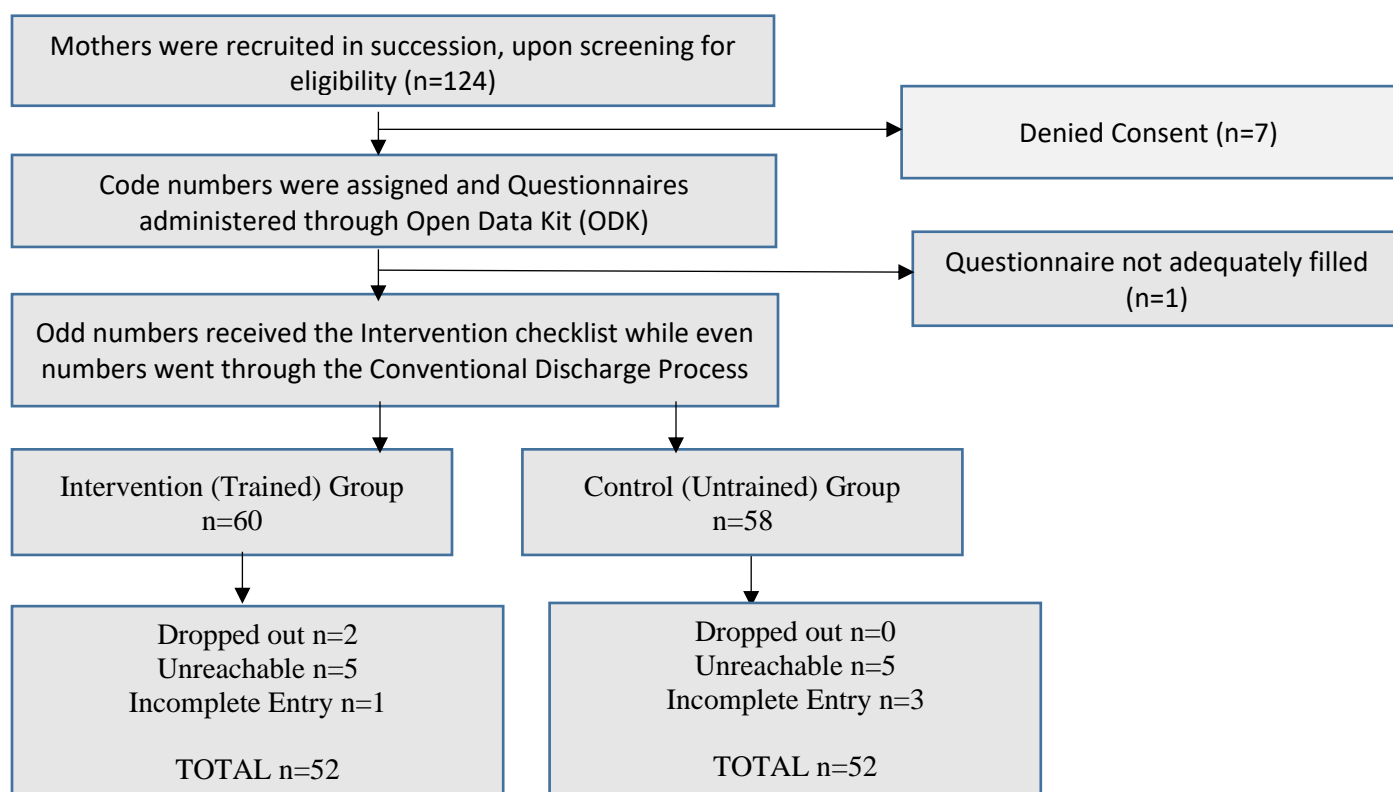 Mothers were recruited in succession, upon screening for
eligibility (n=124)
Denied Consent (n=7)
Code numbers were assigned and Questionnaires
administered through Open Data Kit (ODK)
Questionnaire not adequately filled
(n=1)
Odd numbers received the Intervention checklist while even
numbers went through the Conventional Discharge Process
Intervention (Trained) Group
n=60
Control (Untrained) Group
n=58
Dropped out n=2
Unreachable n=5
Incomplete Entry n=1
TOTAL n=52
Dropped out n=0
Unreachable n=5
Incomplete Entry n=3
TOTAL n=52